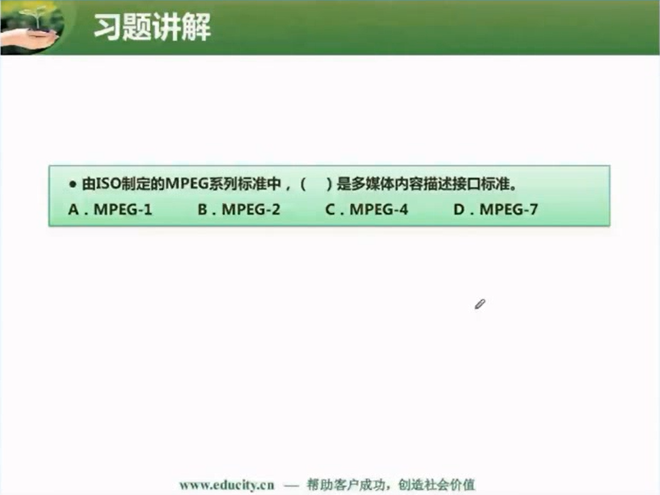 习题讲解
● 由ISO制定的MPEG系列标准中，（ ）是多媒体内容描述接口标准。
A．MPEG-1 B．MPEG-2 C．MPEG-4 D．MPEG-7
www.educity.cn — 帮助客户成功，创造社会价值